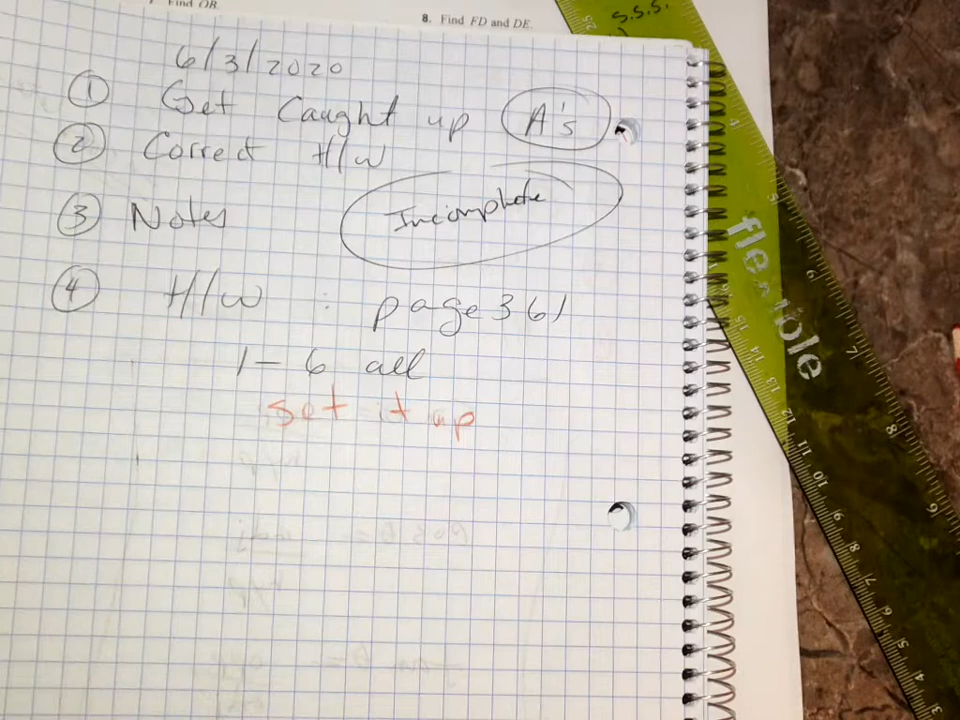 Find OB.
8. Find FD and DE.
S.S.S.
6/3/2020
① Get Caught up A's
② Correct H/W
③ Notes Incomplete
④ H/W : page 361
1 - 6 all
set it up
flexible